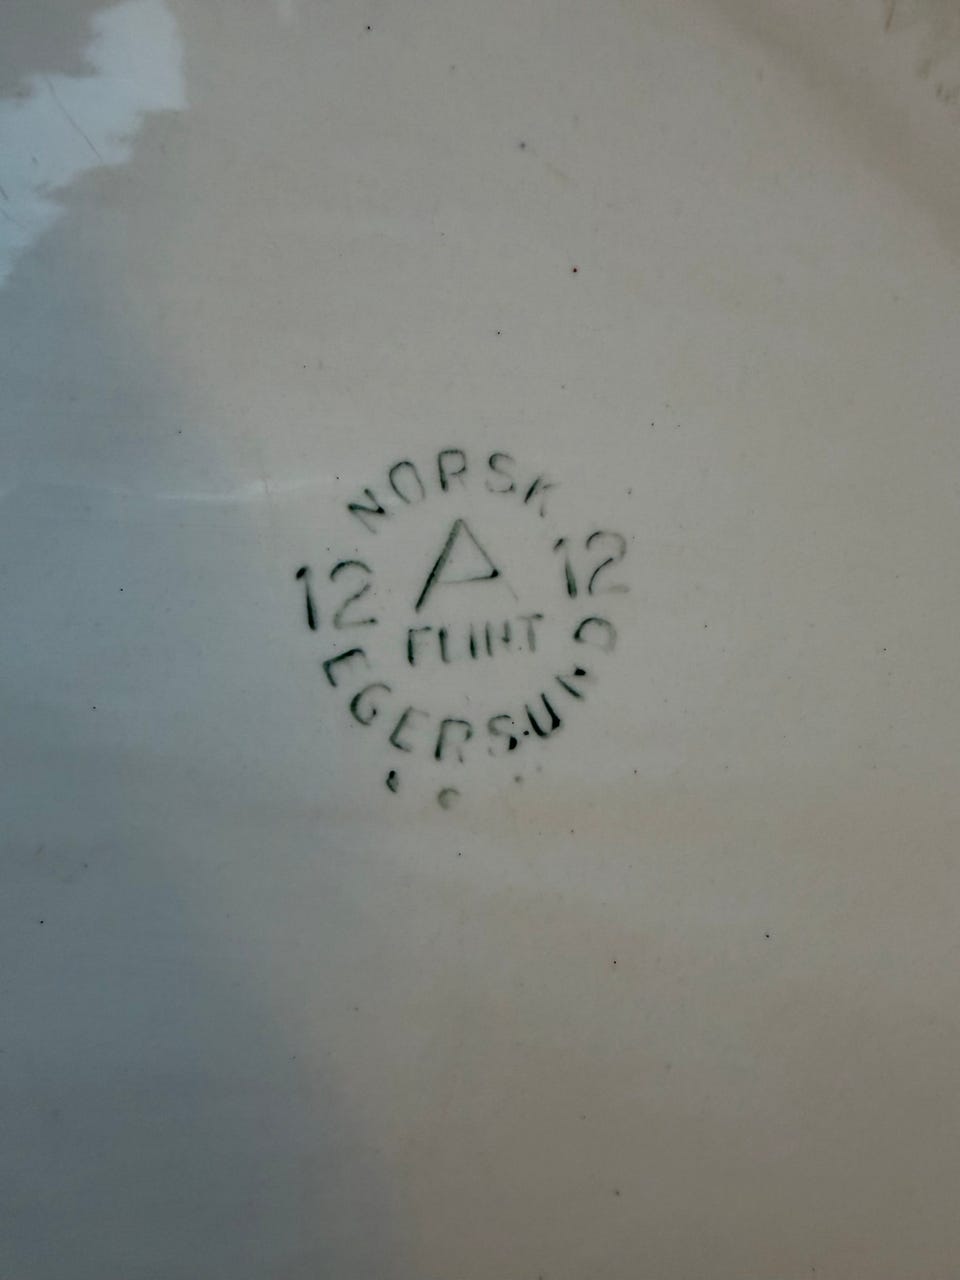 NORSK
12 A 12
FLINT
EGERSUND